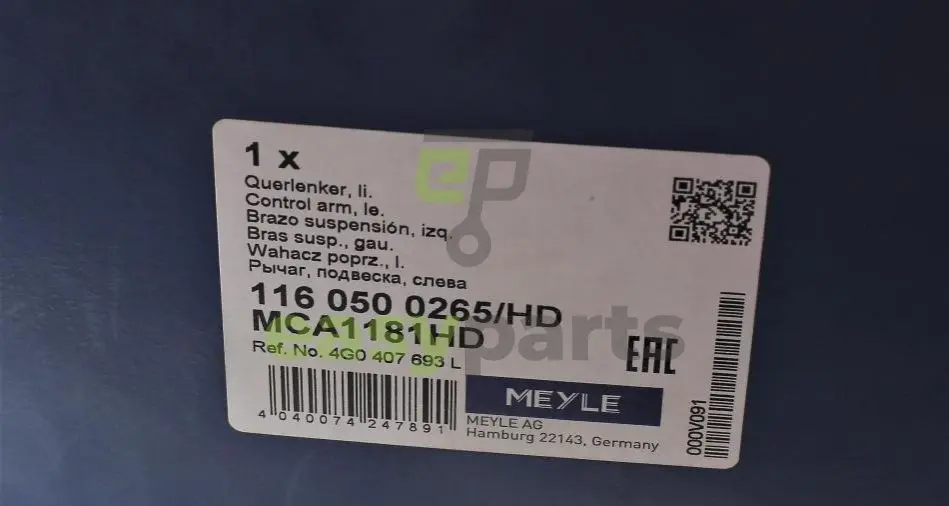 1 x
Querlenker, li.
Control arm, le.
Brazo suspensión, izq.
Bras susp., gau.
Wahacz poprz., l.
Рычаг, подвеска, слева
116 050 0265/HD
MCA1181HD
Ref. No. 4G0 407 693 L
4 040074 247891
MEYLE
MEYLE AG
Hamburg 22143, Germany
EAC
000V091
ep
parts